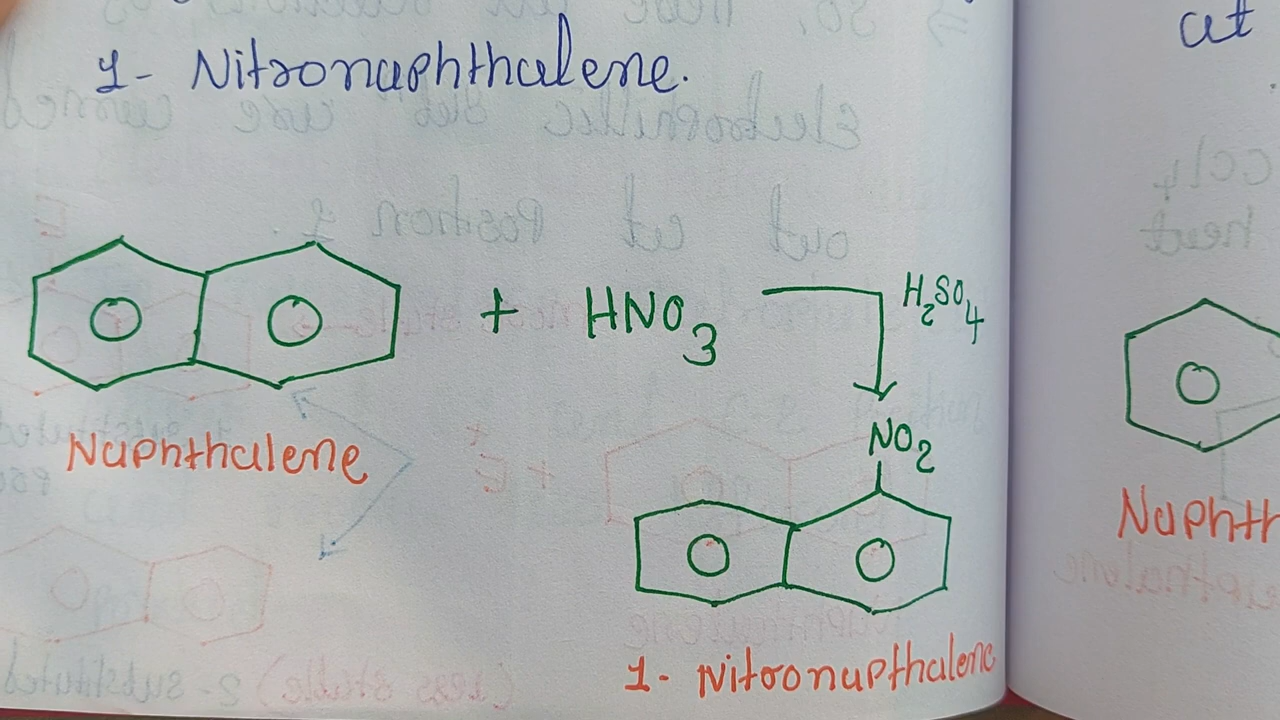 1- Nitronaphthalene.
+ HNO3
H2SO4
Naphthalene
NO2
1- Nitronapthalene
at
Naphth